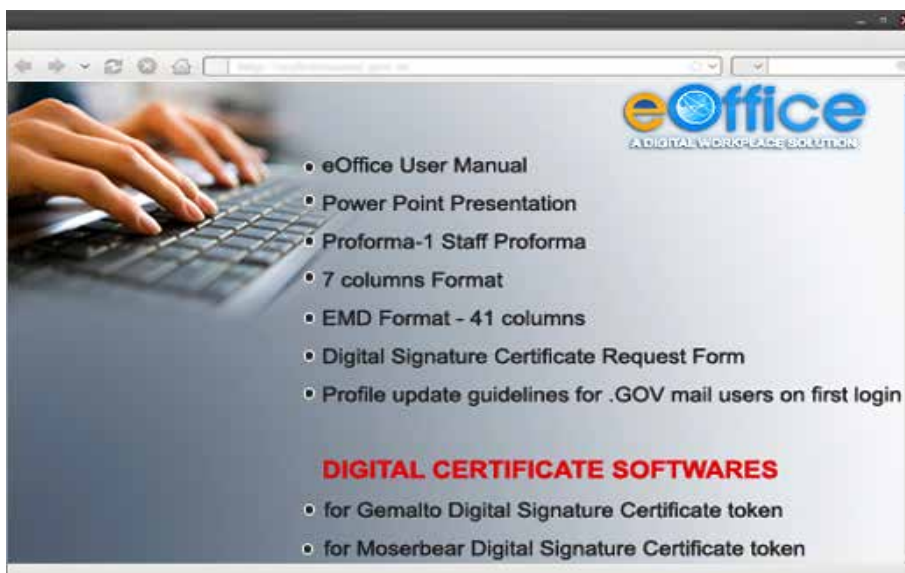 eOffice
A DIGITAL WORKPLACE SOLUTION
• eOffice User Manual
• Power Point Presentation
• Proforma-1 Staff Proforma
• 7 columns Format
• EMD Format - 41 columns
• Digital Signature Certificate Request Form
• Profile update guidelines for .GOV mail users on first login
DIGITAL CERTIFICATE SOFTWARES
• for Gemalto Digital Signature Certificate token
• for Moserbear Digital Signature Certificate token